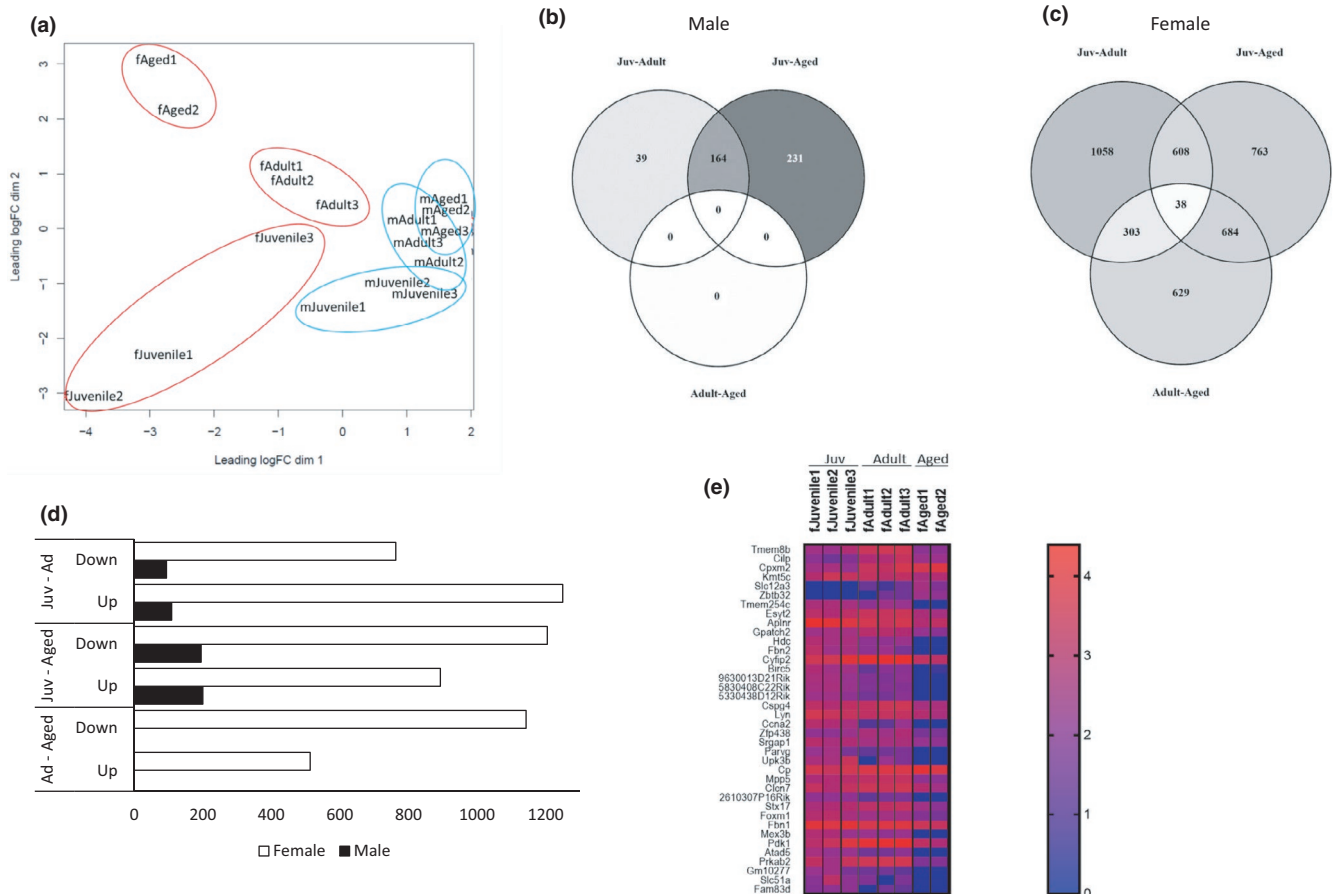 (a)
3
2
1
0
−1
−2
−3
Leading logFC dim 2
fAged1
fAged2
fAdult1
fAdult2
fAdult3
fJuvenile3
fJuvenile1
fJuvenile2
mAged1
mAged2
mAdult1
mAged3
mAdult3
mAdult2
mJuvenile2
mJuvenile3
mJuvenile1
−4 −3 −2 −1 0 1 2
Leading logFC dim 1
(b)
Male
Juv-Adult Juv-Aged
39 164 231
0
0 0
0
Adult-Aged
(c)
Female
Juv-Adult Juv-Aged
1058 608 763
38
303 684
629
Adult-Aged
(d)
Juv - Ad
Down
Up
Juv - Aged
Down
Up
Ad - Aged
Down
Up
0 200 400 600 800 1000 1200
Female Male
(e)
Juv Adult Aged
fJuvenile1
fJuvenile2
fJuvenile3
fAdult1
fAdult2
fAdult3
fAged1
fAged2
Tmem8b
Cilp
Cpxm2
Kmt5c
Slc12a3
Zbtb32
Tmem254c
Esyt2
Aplnr
Gpatch2
Hdc
Fbn2
Cyfip2
Birc5
9630013D21Rik
5830408C22Rik
5330438D12Rik
Cspg4
Lyn
Ccna2
Zfp438
Srgap1
Parvg
Upk3b
Cp
Mpp5
Clcn7
2610307P16Rik
Stx17
Foxm1
Fbn1
Mex3b
Pdk1
Atad5
Prkab2
Gm10277
Slc51a
Fam83d
4
3
2
1
0